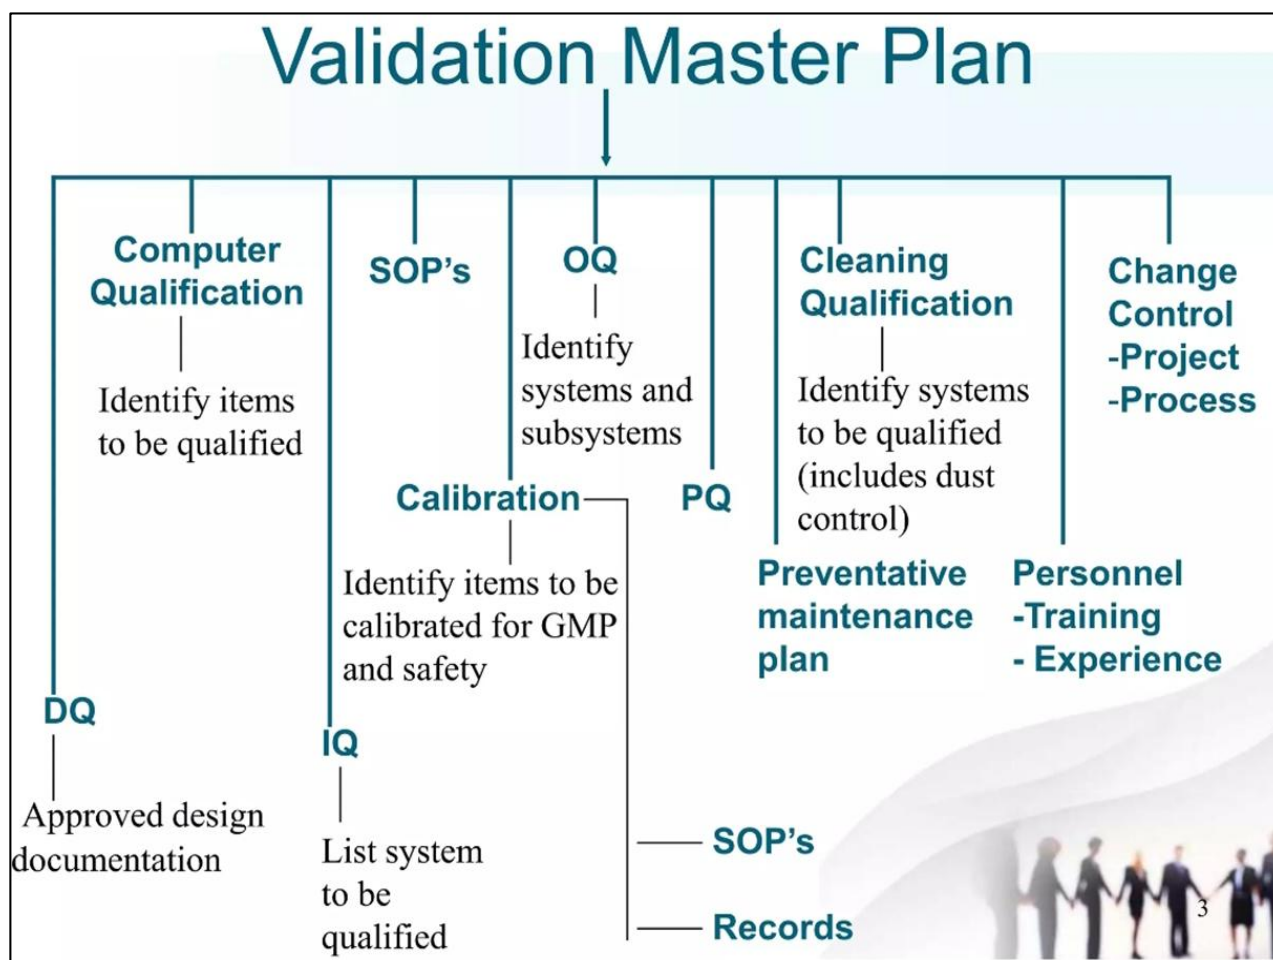 Validation Master Plan
Computer
Qualification
Identify items
to be qualified
SOP's
OQ
Identify
systems and
subsystems
Cleaning
Qualification
Identify systems
to be qualified
(includes dust
control)
Change
Control
-Project
-Process
Calibration
Identify items to be
calibrated for GMP
and safety
PQ
Preventative
maintenance
plan
Personnel
-Training
- Experience
DQ
Approved design
documentation
IQ
List system
to be
qualified
SOP's
Records
3